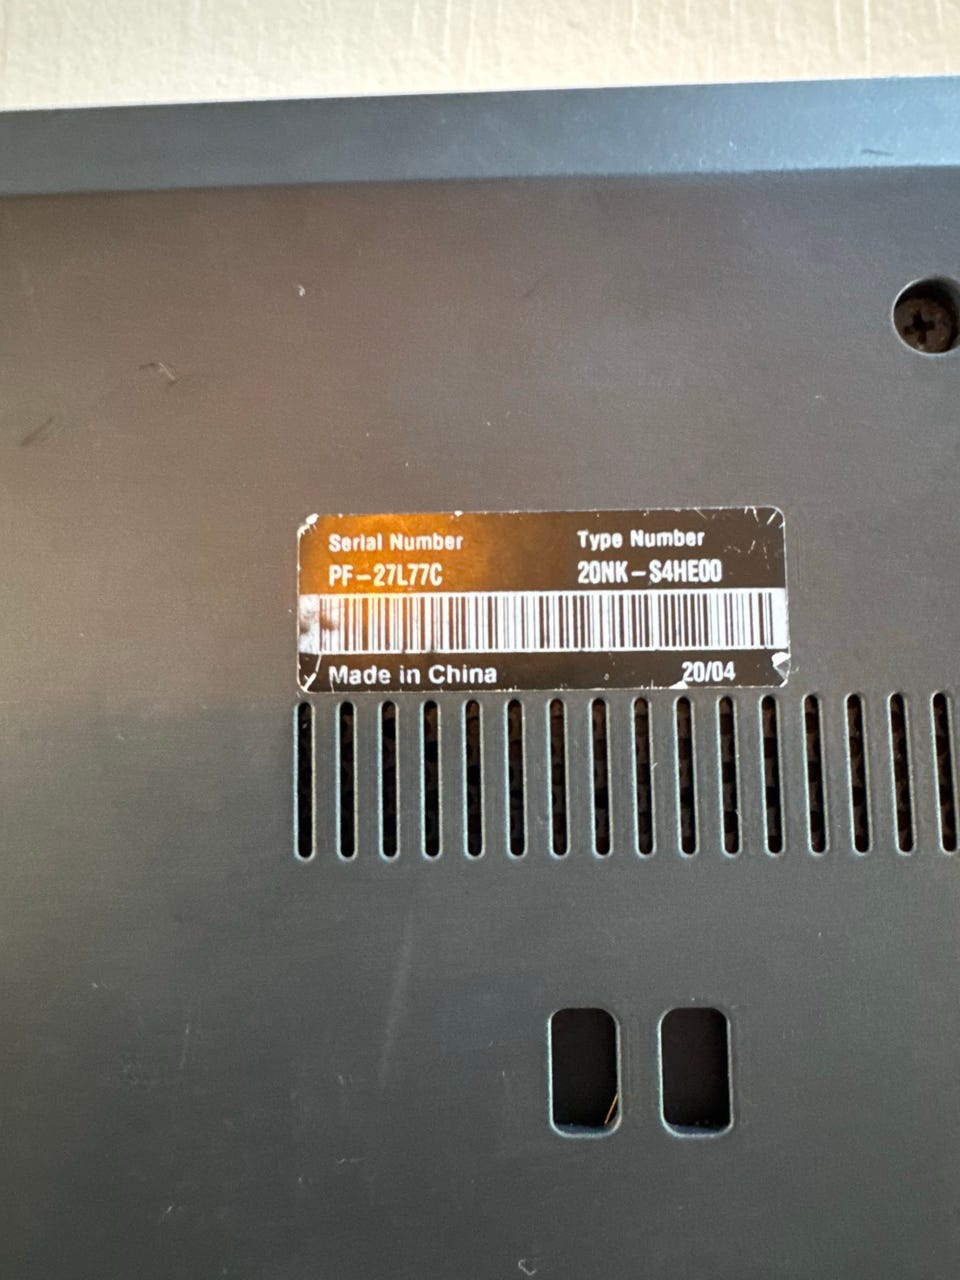 Serial Number Type Number
PF-27L77C 20NK-S4HE00
Made in China 20/04